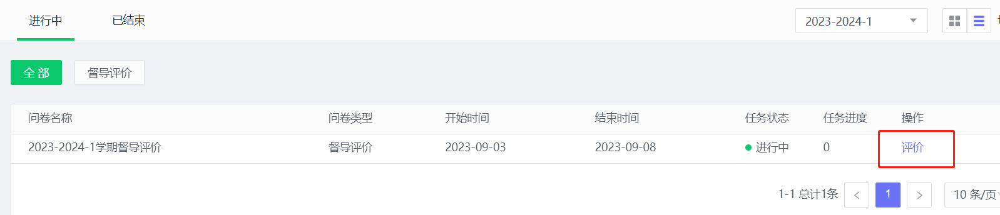 进行中 已结束 2023-2024-1
全 部 督导评价
问卷名称 问卷类型 开始时间 结束时间 任务状态 任务进度 操作
2023-2024-1学期督导评价 督导评价 2023-09-03 2023-09-08 进行中 0 评价
1-1 总计1条 < 1 > 10 条/页